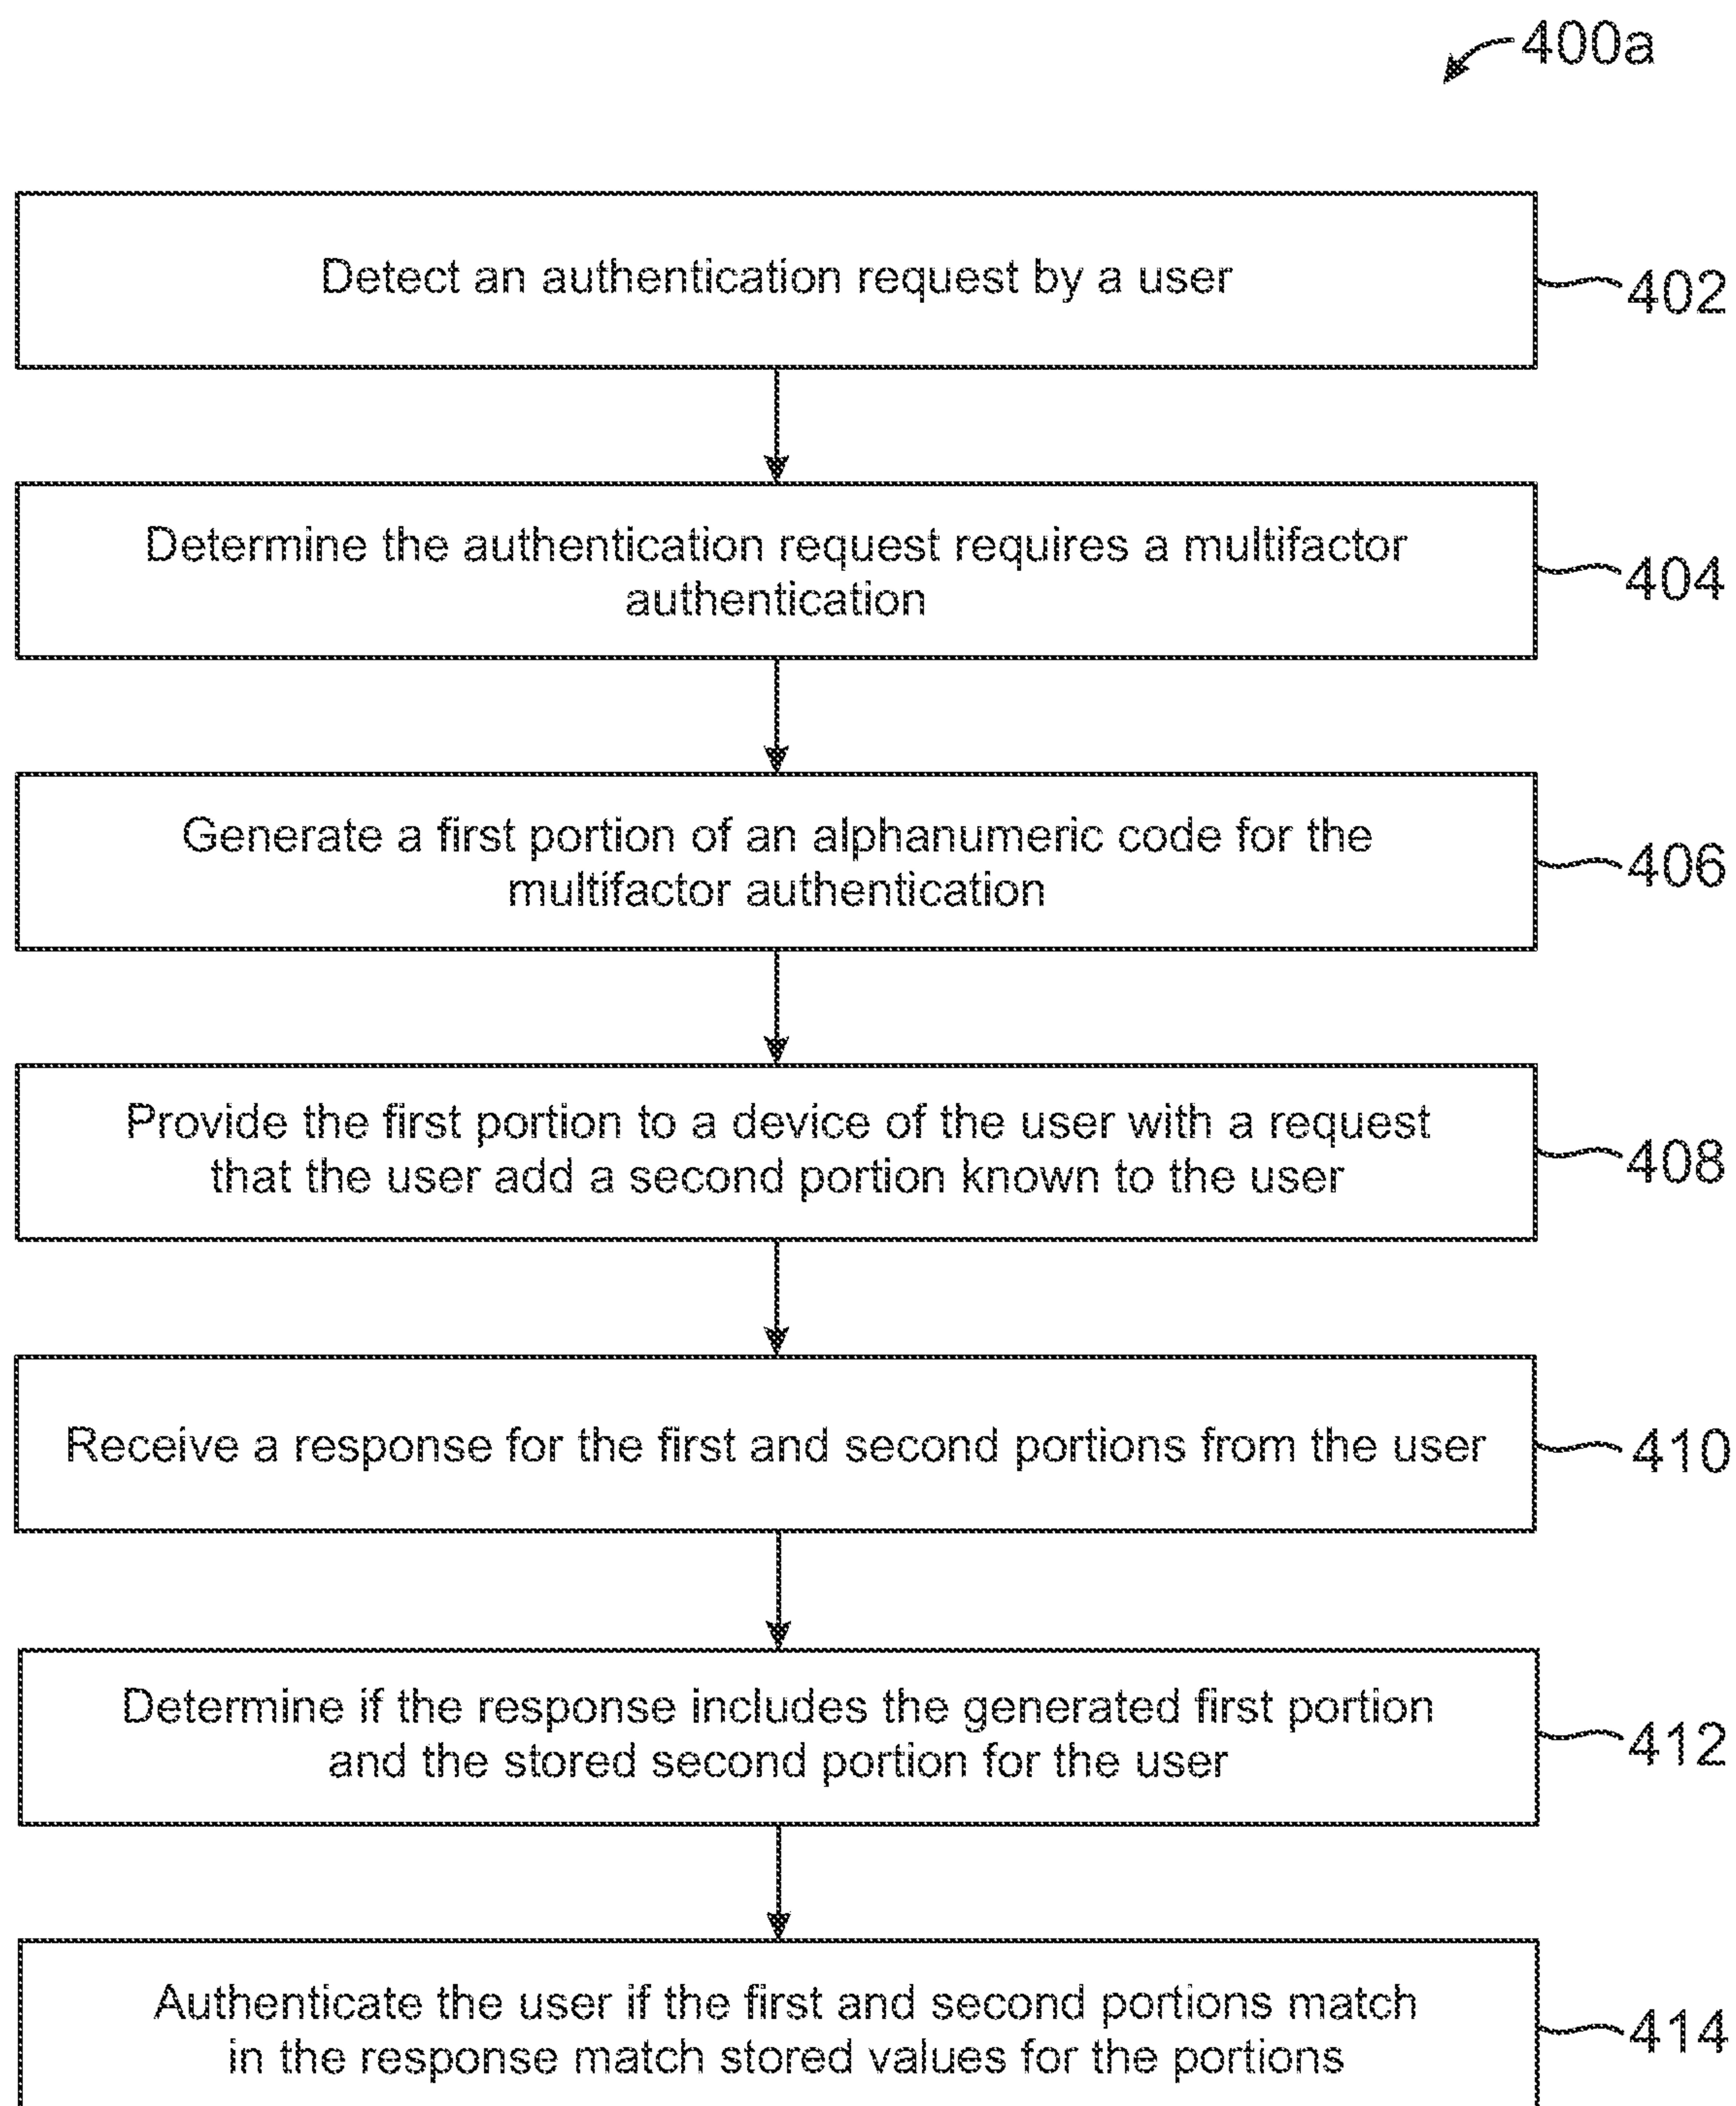 400a
Detect an authentication request by a user
402
Determine the authentication request requires a multifactor
authentication
404
Generate a first portion of an alphanumeric code for the
multifactor authentication
406
Provide the first portion to a device of the user with a request
that the user add a second portion known to the user
408
Receive a response for the first and second portions from the user
410
Determine if the response includes the generated first portion
and the stored second portion for the user
412
Authenticate the user if the first and second portions match
in the response match stored values for the portions
414